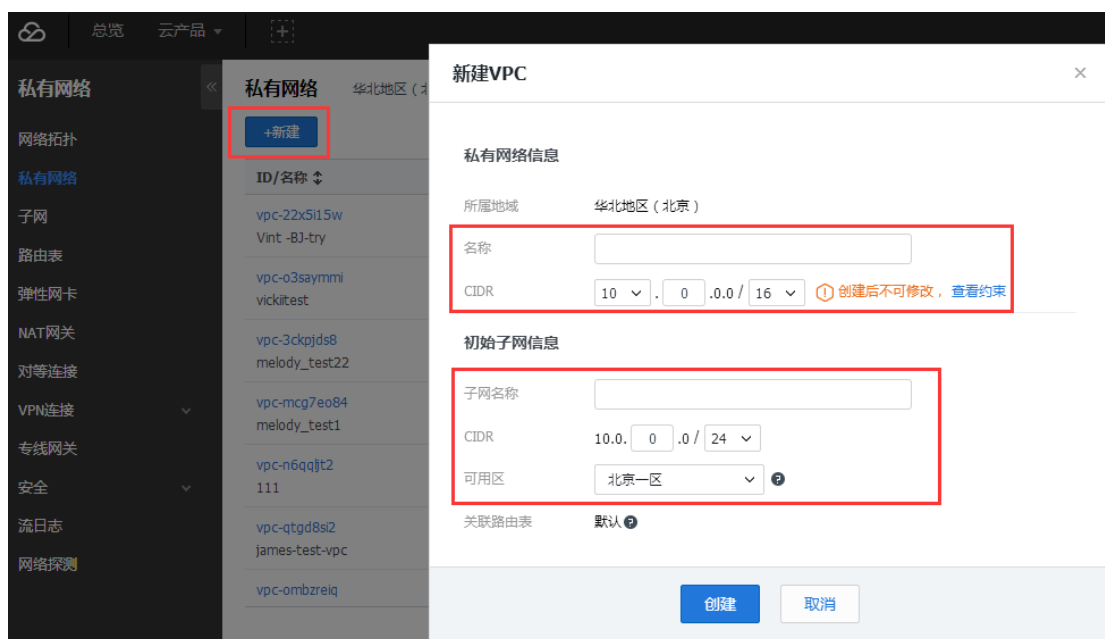 总览 云产品
私有网络
网络拓扑
私有网络
子网
路由表
弹性网卡
NAT网关
对等连接
VPN连接
专线网关
安全
流日志
网络探测
私有网络 华北地区（
+新建
ID/名称
vpc-22x5i15w
Vint -BJ-try
vpc-o3saymmi
vickiitest
vpc-3ckpjds8
melody_test22
vpc-mcg7eo84
melody_test1
vpc-n6qqljt2
111
vpc-qtgd8si2
james-test-vpc
vpc-ombzreiq
新建VPC
私有网络信息
所属地域 华北地区（北京）
名称
CIDR 10 . 0 .0.0 / 16 创建后不可修改， 查看约束
初始子网信息
子网名称
CIDR 10.0. 0 .0 / 24
可用区 北京一区
关联路由表 默认
创建 取消